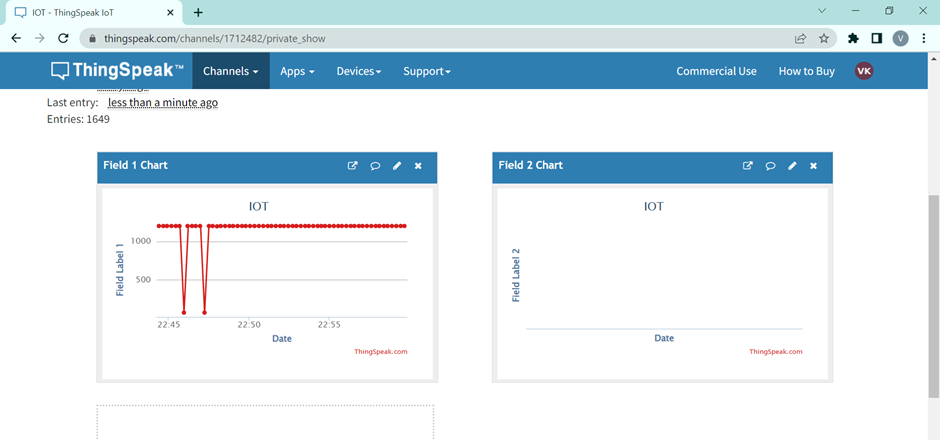 IOT - ThingSpeak IoT
thingspeak.com/channels/1712482/private_show
V
ThingSpeak™
Channels
Apps
Devices
Support
Commercial Use
How to Buy
VK
Last entry: less than a minute ago
Entries: 1649
Field 1 Chart
IOT
Field Label 1
1000
500
22:45 22:50 22:55
Date
ThingSpeak.com
Field 2 Chart
IOT
Field Label 2
Date
ThingSpeak.com